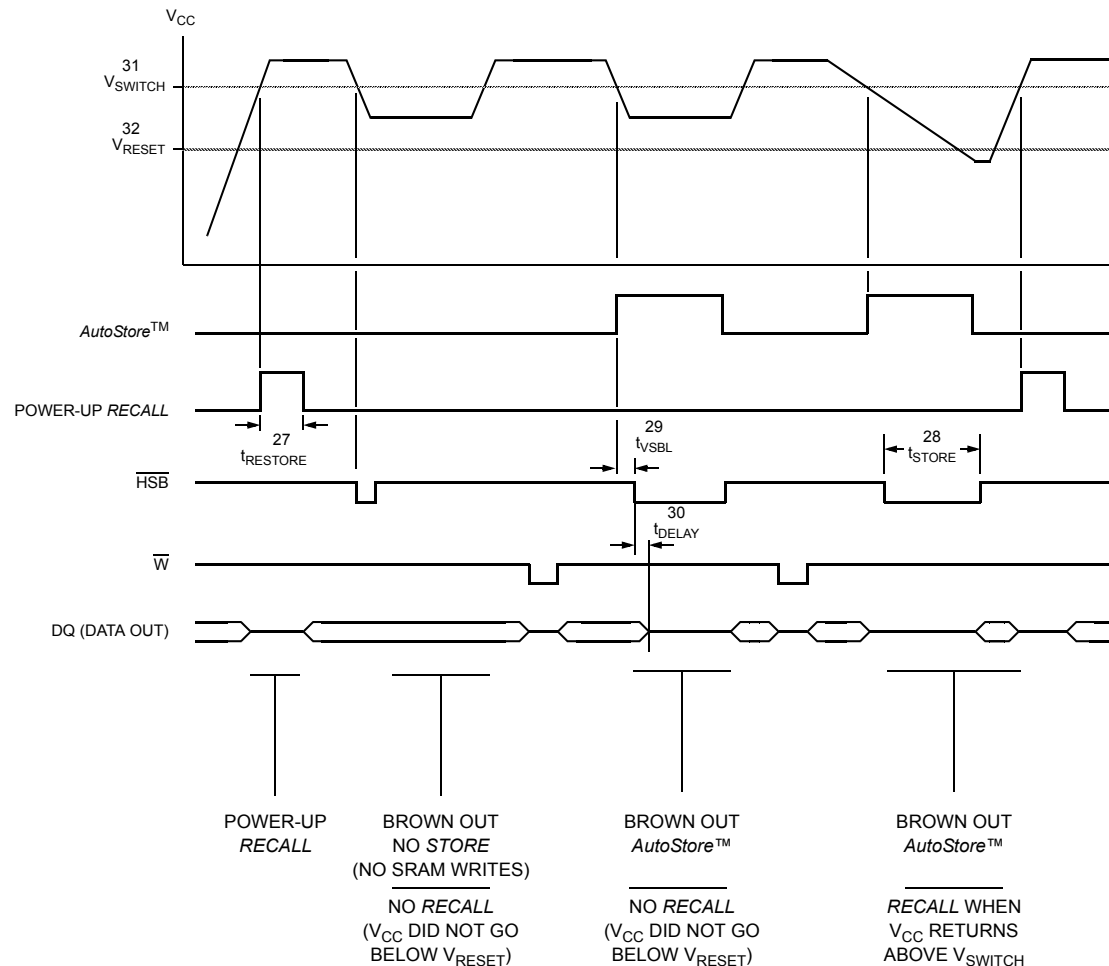 VCC
31
VSWITCH
32
VRESET
AutoStore™
POWER-UP RECALL
27
tRESTORE
29
tVSBL
28
tSTORE
HSB
30
tDELAY
W
DQ (DATA OUT)
POWER-UP
RECALL
BROWN OUT
NO STORE
(NO SRAM WRITES)
NO RECALL
(VCC DID NOT GO
BELOW VRESET)
BROWN OUT
AutoStore™
NO RECALL
(VCC DID NOT GO
BELOW VRESET)
BROWN OUT
AutoStore™
RECALL WHEN
VCC RETURNS
ABOVE VSWITCH